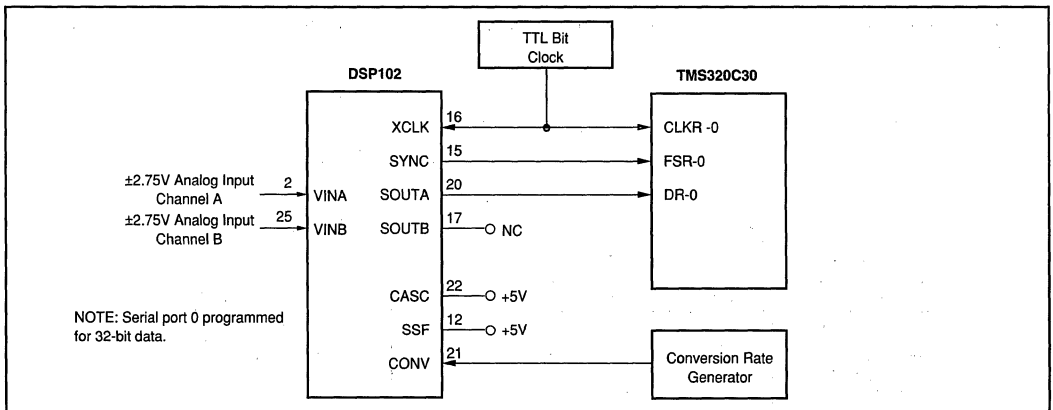 TTL Bit
Clock
DSP102
TMS320C30
XCLK
16
CLKR -0
SYNC
15
FSR-0
±2.75V Analog Input
Channel A
2
VINA
SOUTA
20
DR-0
±2.75V Analog Input
Channel B
25
VINB
SOUTB
17
NC
CASC
22
+5V
NOTE: Serial port 0 programmed
for 32-bit data.
SSF
12
+5V
CONV
21
Conversion Rate
Generator